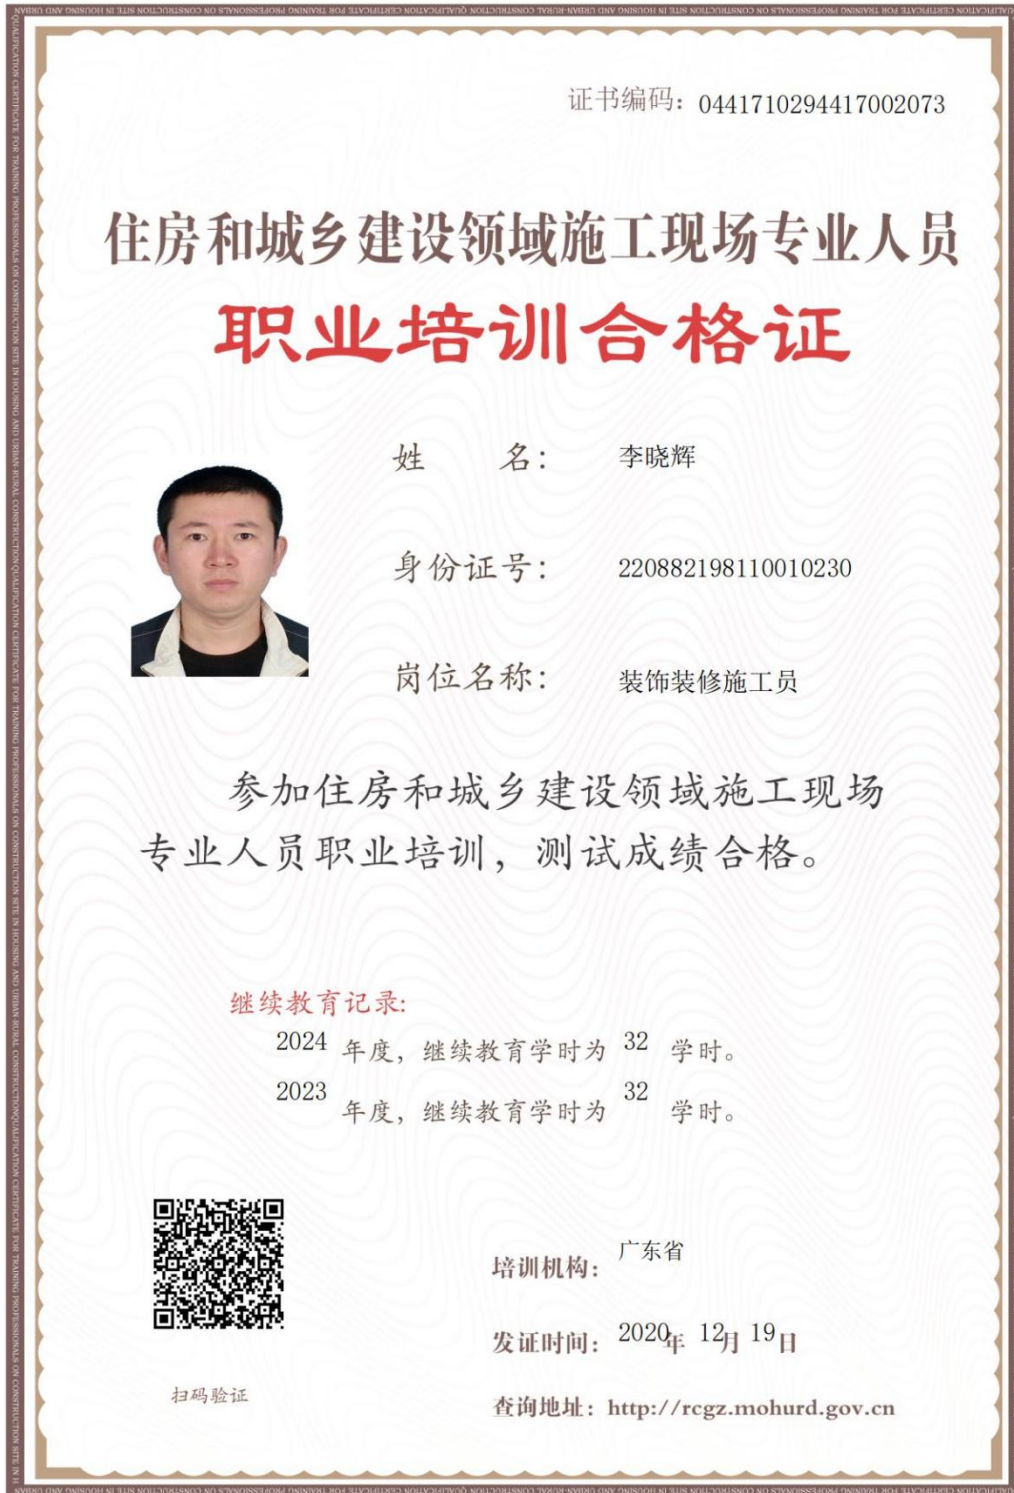 证书编码：0441710294417002073
住房和城乡建设领域施工现场专业人员
职业培训合格证
姓 名： 李晓辉
身份证号： 220882198110010230
岗位名称： 装饰装修施工员
参加住房和城乡建设领域施工现场
专业人员职业培训，测试成绩合格。
继续教育记录:
2024 年度，继续教育学时为 32 学时。
2023 年度，继续教育学时为 32 学时。
培训机构： 广东省
发证时间： 2020年 12月 19日
扫码验证
查询地址：http://rcgz.mohurd.gov.cn